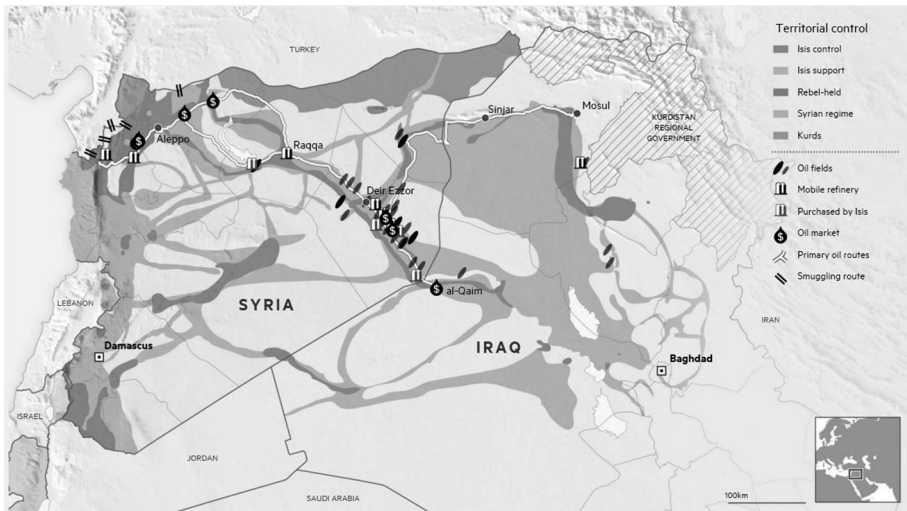 TURKEY
Territorial control
Isis control
Isis support
Rebel-held
Syrian regime
Kurds
Oil fields
Mobile refinery
Purchased by Isis
$ Oil market
Primary oil routes
Smuggling route
KURDISTAN
REGIONAL
GOVERNMENT
Sinjar
Mosul
Aleppo
Raqqa
Deir Ezzor
al-Qaim
SYRIA
IRAQ
LEBANON
Damascus
Baghdad
IRAN
ISRAEL
JORDAN
SAUDI ARABIA
100km